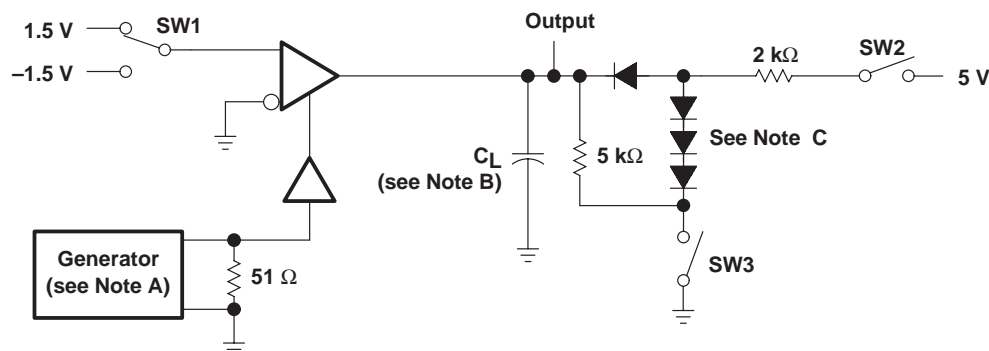 Output
1.5 V
SW1
–1.5 V
2 kΩ
SW2
5 V
CL
(see Note B)
5 kΩ
See Note C
SW3
Generator
(see Note A)
51 Ω